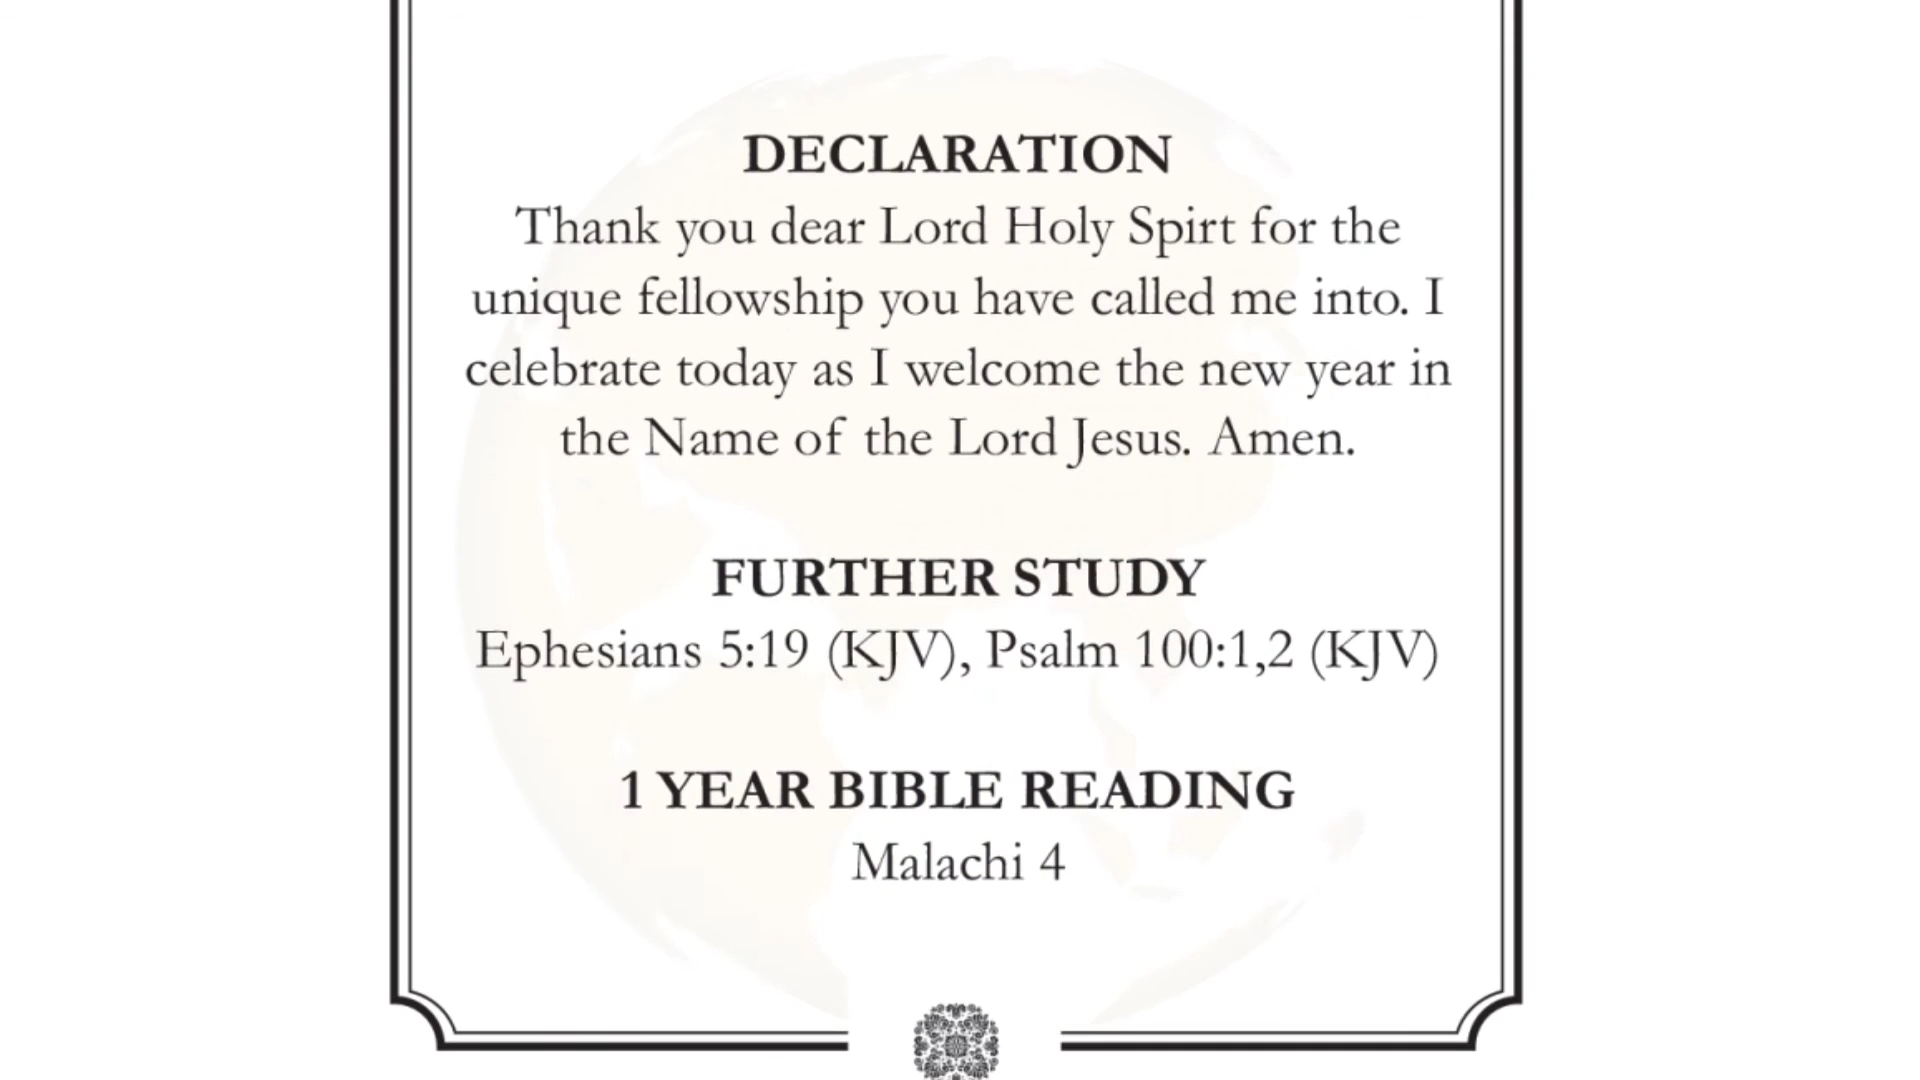 DECLARATION
Thank you dear Lord Holy Spirt for the
unique fellowship you have called me into. I
celebrate today as I welcome the new year in
the Name of the Lord Jesus. Amen.
FURTHER STUDY
Ephesians 5:19 (KJV), Psalm 100:1,2 (KJV)
1 YEAR BIBLE READING
Malachi 4